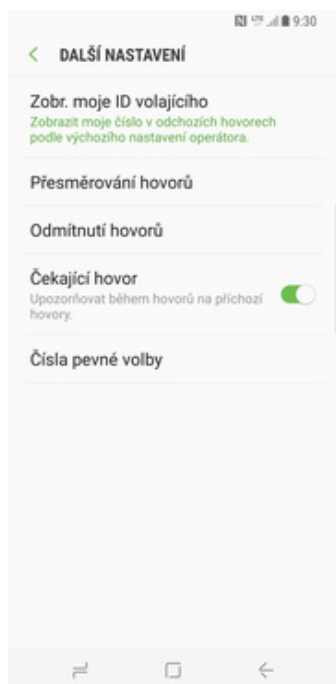 9:30
DALŠÍ NASTAVENÍ
Zobr. moje ID volajícího
Zobrazit moje číslo v odchozích hovorech
podle výchozího nastavení operátora.
Přesměrování hovorů
Odmítnutí hovorů
Čekající hovor
Upozorňovat během hovorů na příchozí
hovory.
Čísla pevné volby